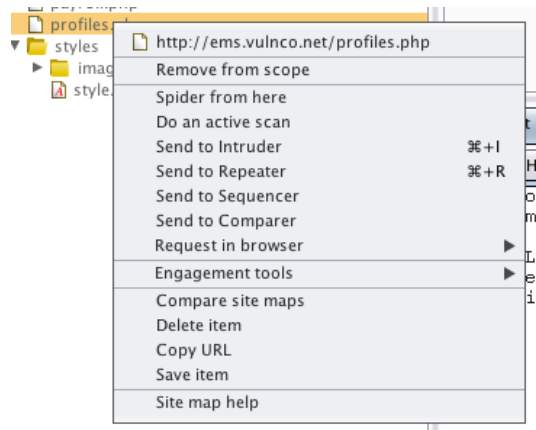 profiles.
http://ems.vulnco.net/profiles.php
styles
Remove from scope
imag
style.
Spider from here
Do an active scan
Send to Intruder ⌘+I
Send to Repeater ⌘+R
Send to Sequencer
Send to Comparer
Request in browser
Engagement tools
Compare site maps
Delete item
Copy URL
Save item
Site map help